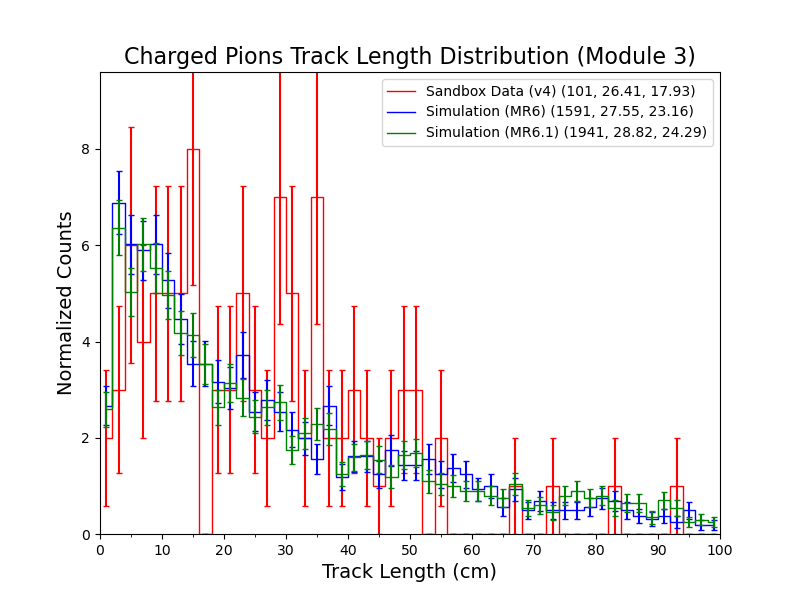 Charged Pions Track Length Distribution (Module 3)
Sandbox Data (v4) (101, 26.41, 17.93)
Simulation (MR6) (1591, 27.55, 23.16)
Simulation (MR6.1) (1941, 28.82, 24.29)
Normalized Counts
8
6
4
2
0
0 10 20 30 40 50 60 70 80 90 100
Track Length (cm)